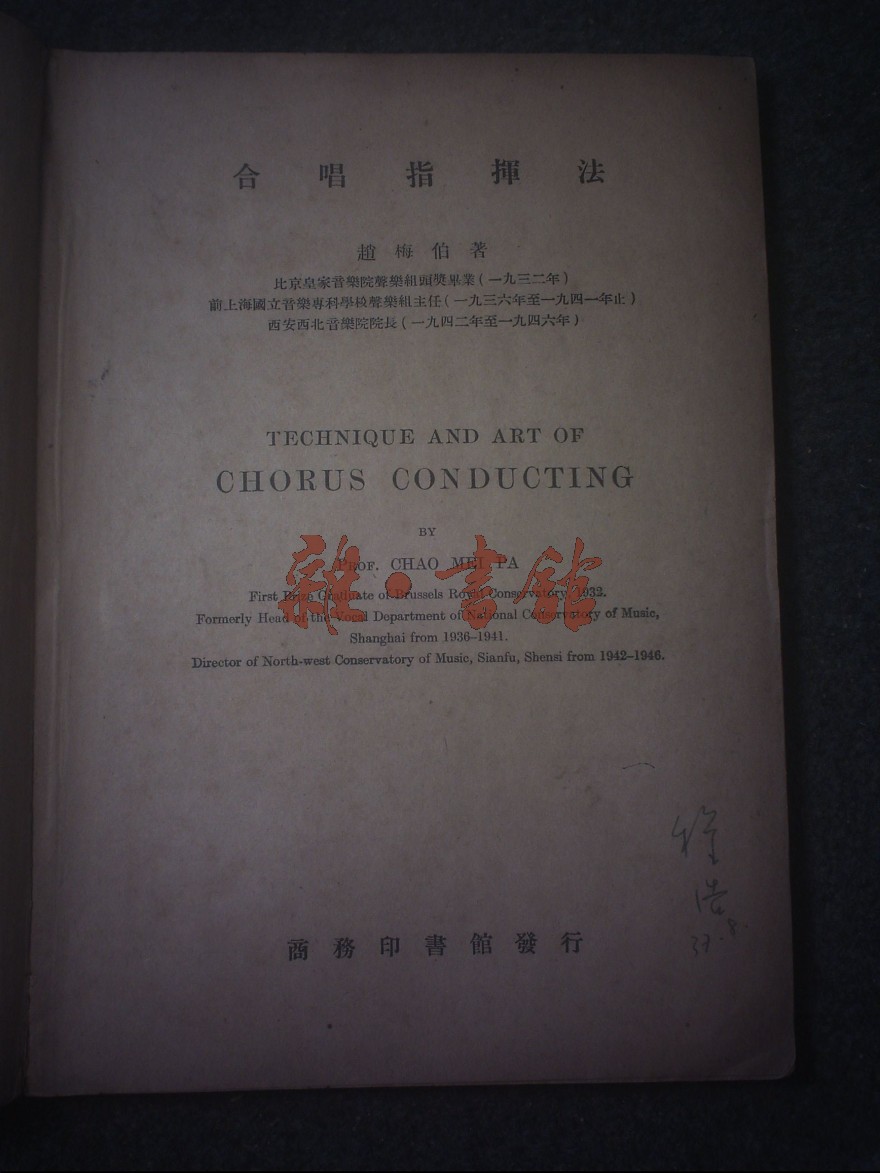 合唱指揮法
趙梅伯著
比京皇家音樂院聲樂組頭獎畢業(一九三二年)
前上海國立音樂專科學校聲樂組主任(一九三六年至一九四一年止)
西安西北音樂院院長(一九四二年至一九四六年)
TECHNIQUE AND ART OF
CHORUS CONDUCTING
BY
PROF. CHAO MEI PA
雜·書館
First Prize Graduate of Brussels Royal Conservatory, 1932.
Formerly Head of the Vocal Department of National Conservatory of Music,
Shanghai from 1936–1941.
Director of North-west Conservatory of Music, Sianfu, Shensi from 1942–1946.
浩
37.8.
商務印書館發行